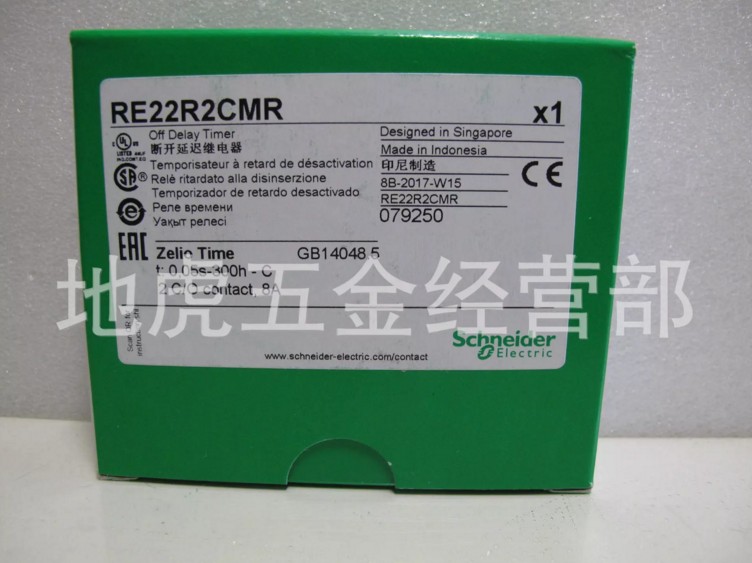 RE22R2CMR
x1
Off Delay Timer
断开延迟继电器
Temporisateur à retard de désactivation
Relè ritardato alla disinserzione
Temporizador de retardo desactivado
Реле времени
Уақыт релесі
Designed in Singapore
Made in Indonesia
印尼制造
8B-2017-W15
RE22R2CMR
079250
UL
LISTED
SA
CE
EAC
Zelio Time
GB14048.5
t: 0,05s-300h - C
2 C/O contact, 8A
地虎五金经营部
www.schneider-electric.com/contact
Schneider
Electric